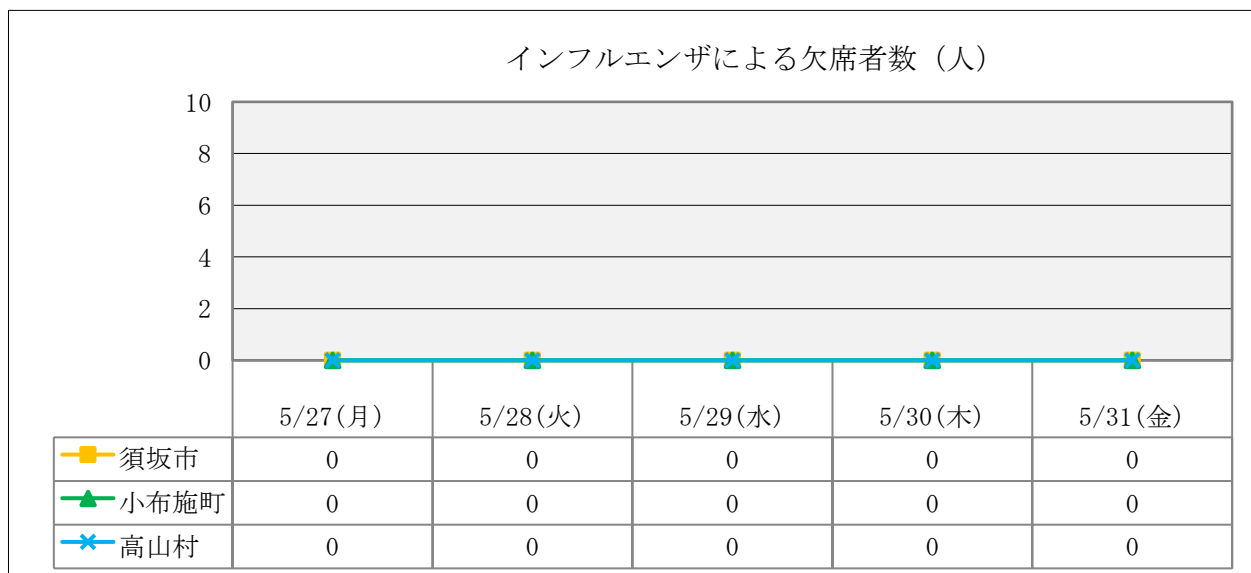 インフルエンザによる欠席者数（人）
10
8
6
4
2
0
5/27(月) 5/28(火) 5/29(水) 5/30(木) 5/31(金)
須坂市 0 0 0 0 0
小布施町 0 0 0 0 0
高山村 0 0 0 0 0